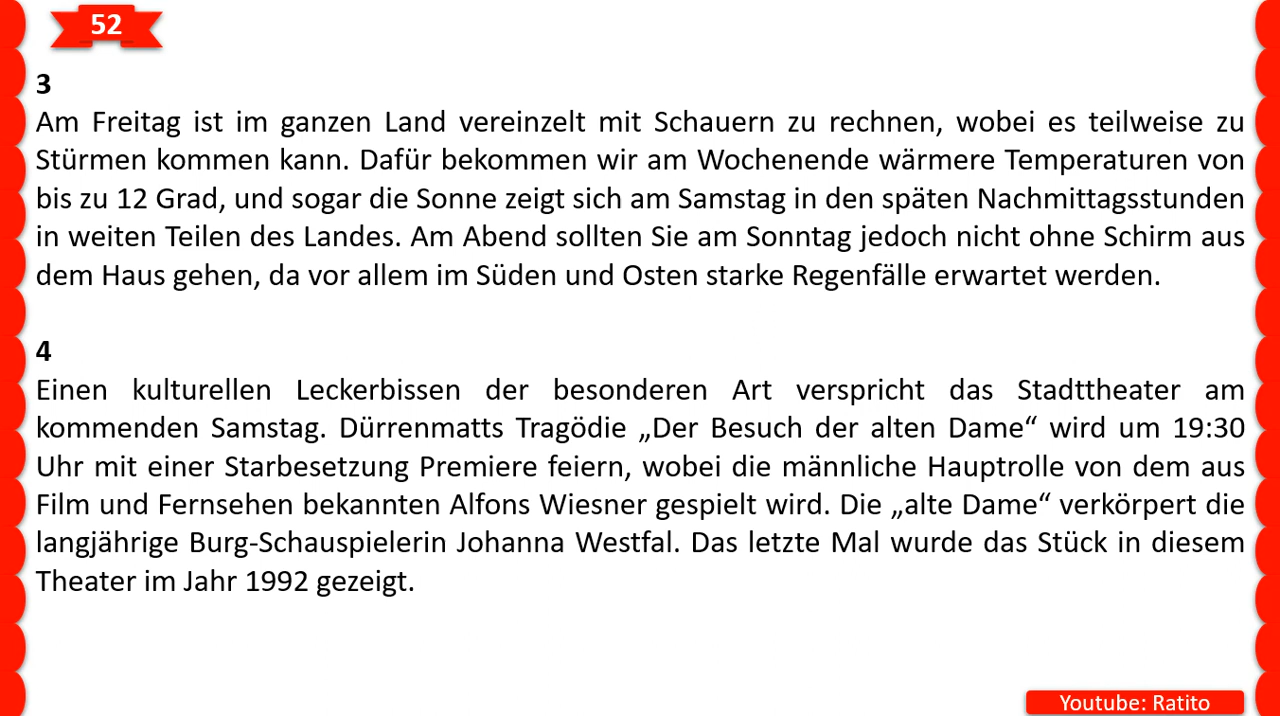 52
3
Am Freitag ist im ganzen Land vereinzelt mit Schauern zu rechnen, wobei es teilweise zu
Stürmen kommen kann. Dafür bekommen wir am Wochenende wärmere Temperaturen von
bis zu 12 Grad, und sogar die Sonne zeigt sich am Samstag in den späten Nachmittagsstunden
in weiten Teilen des Landes. Am Abend sollten Sie am Sonntag jedoch nicht ohne Schirm aus
dem Haus gehen, da vor allem im Süden und Osten starke Regenfälle erwartet werden.
4
Einen kulturellen Leckerbissen der besonderen Art verspricht das Stadttheater am
kommenden Samstag. Dürrenmatts Tragödie „Der Besuch der alten Dame“ wird um 19:30
Uhr mit einer Starbesetzung Premiere feiern, wobei die männliche Hauptrolle von dem aus
Film und Fernsehen bekannten Alfons Wiesner gespielt wird. Die „alte Dame“ verkörpert die
langjährige Burg-Schauspielerin Johanna Westfal. Das letzte Mal wurde das Stück in diesem
Theater im Jahr 1992 gezeigt.
Youtube: Ratito